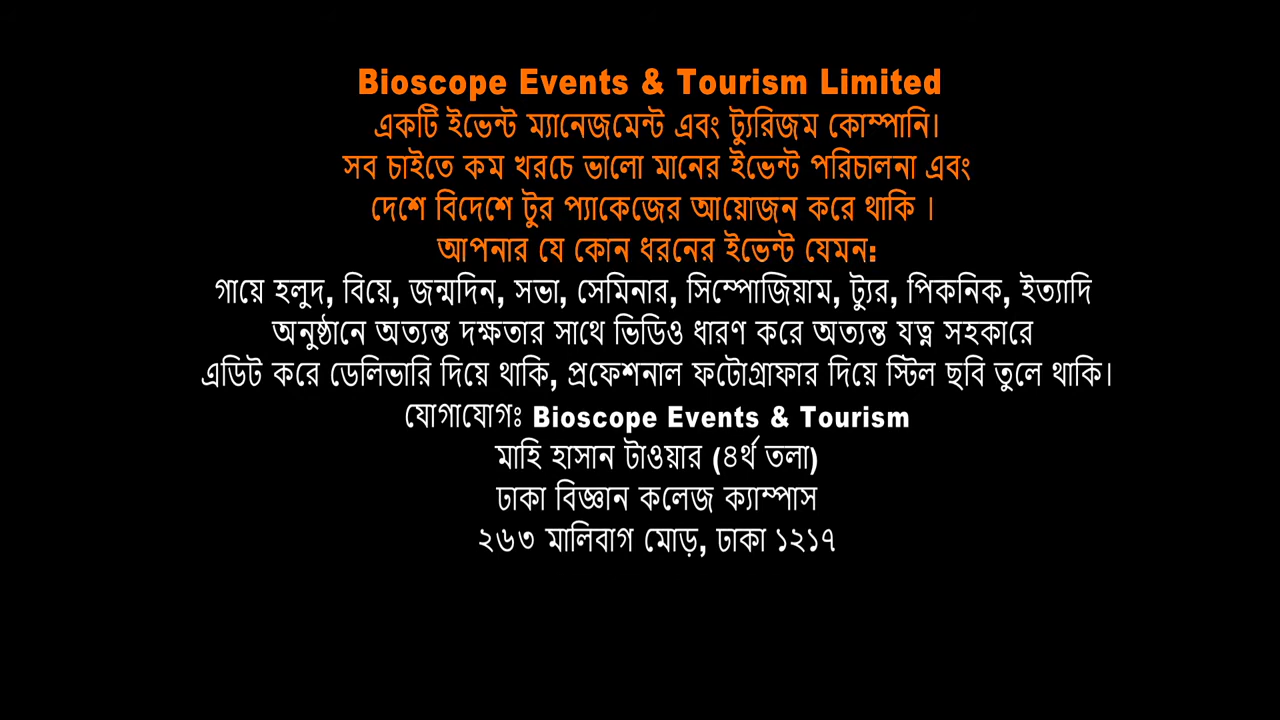 Bioscope Events & Tourism Limited
একটি ইভেন্ট ম্যানেজমেন্ট এবং ট্যুরিজম কোম্পানি।
সব চাইতে কম খরচে ভালো মানের ইভেন্ট পরিচালনা এবং
দেশে বিদেশে টুর প্যাকেজের আয়োজন করে থাকি ।
আপনার যে কোন ধরনের ইভেন্ট যেমন:
গায়ে হলুদ, বিয়ে, জন্মদিন, সভা, সেমিনার, সিম্পোজিয়াম, ট্যুর, পিকনিক, ইত্যাদি
অনুষ্ঠানে অত্যন্ত দক্ষতার সাথে ভিডিও ধারণ করে অত্যন্ত যত্ন সহকারে
এডিট করে ডেলিভারি দিয়ে থাকি, প্রফেশনাল ফটোগ্রাফার দিয়ে স্টিল ছবি তুলে থাকি।
যোগাযোগঃ Bioscope Events & Tourism
মাহি হাসান টাওয়ার (৪র্থ তলা)
ঢাকা বিজ্ঞান কলেজ ক্যাম্পাস
২৬৩ মালিবাগ মোড়, ঢাকা ১২১৭